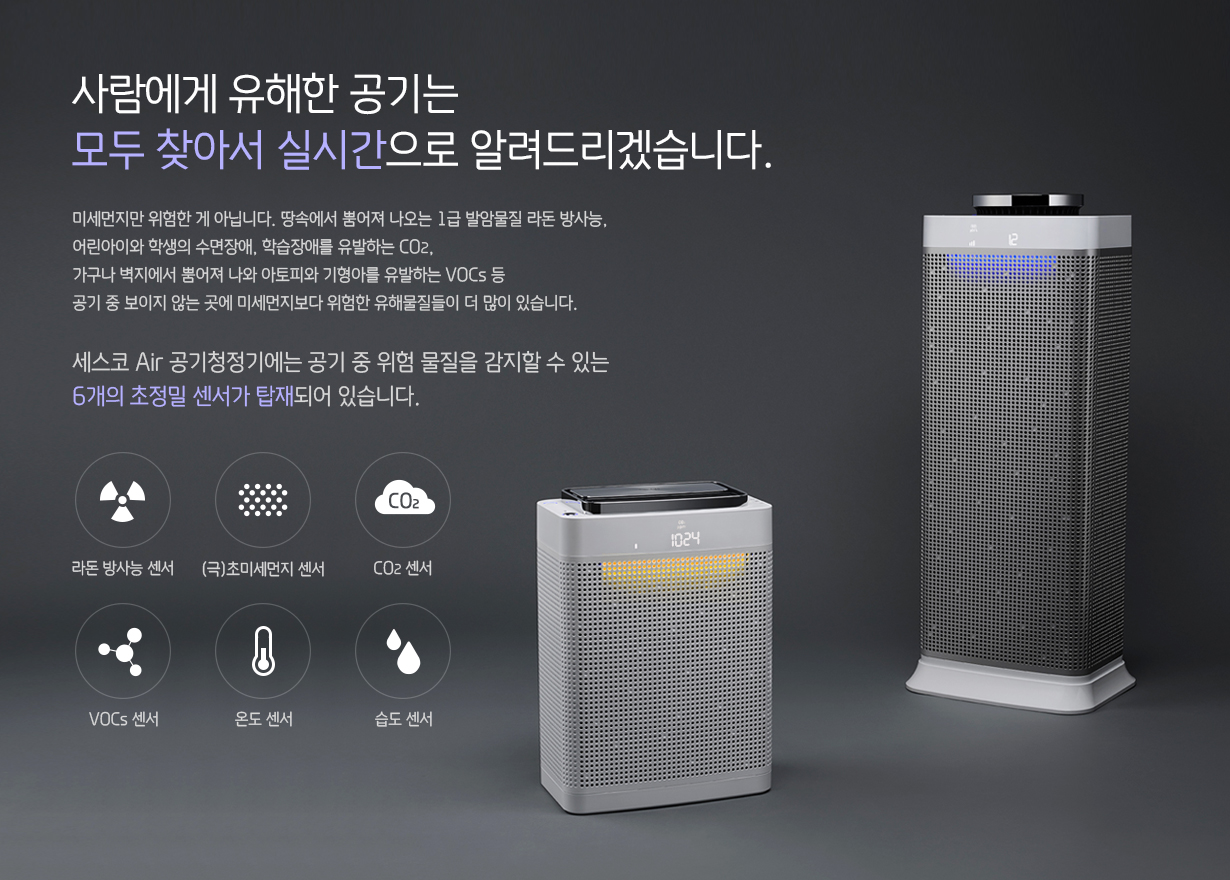 사람에게 유해한 공기는
모두 찾아서 실시간으로 알려드리겠습니다.
미세먼지만 위험한 게 아닙니다. 땅속에서 뿜어져 나오는 1급 발암물질 라돈 방사능,
어린아이와 학생의 수면장애, 학습장애를 유발하는 CO2,
가구나 벽지에서 뿜어져 나와 아토피와 기형아를 유발하는 VOCs 등
공기 중 보이지 않는 곳에 미세먼지보다 위험한 유해물질들이 더 많이 있습니다.
세스코 Air 공기청정기에는 공기 중 위험 물질을 감지할 수 있는
6개의 초정밀 센서가 탑재되어 있습니다.
CO2
라돈 방사능 센서
(극)초미세먼지 센서
CO2 센서
VOCs 센서
온도 센서
습도 센서
1024
12